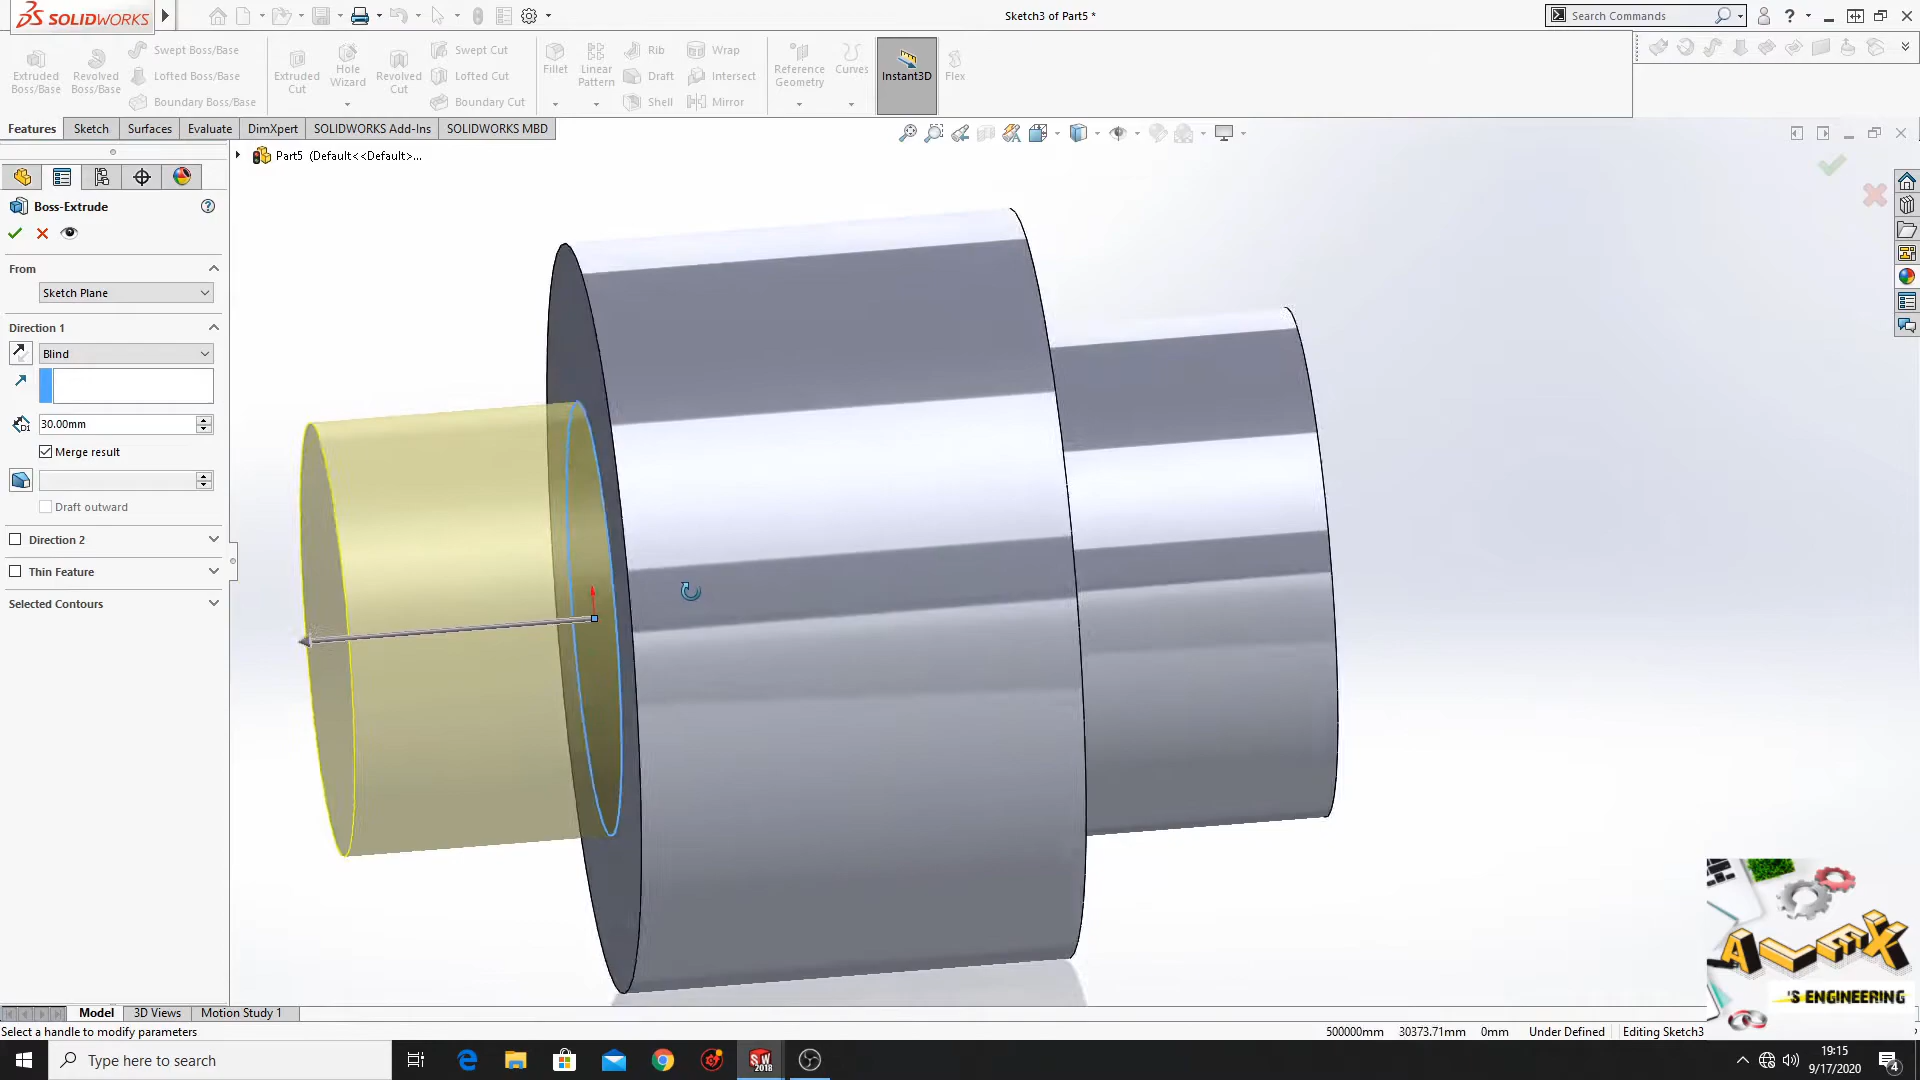 SOLIDWORKS
Sketch3 of Part5 *
Search Commands
Extruded Boss/Base
Revolved Boss/Base
Swept Boss/Base
Lofted Boss/Base
Boundary Boss/Base
Extruded Cut
Hole Wizard
Revolved Cut
Swept Cut
Lofted Cut
Boundary Cut
Fillet
Linear Pattern
Rib
Draft
Shell
Wrap
Intersect
Mirror
Reference Geometry
Curves
Instant3D
Flex
Features
Sketch
Surfaces
Evaluate
DimXpert
SOLIDWORKS Add-Ins
SOLIDWORKS MBD
Part5 (Default<<Default>...
Boss-Extrude
From
Sketch Plane
Direction 1
Blind
30.00mm
Merge result
Draft outward
Direction 2
Thin Feature
Selected Contours
ALEX
'S ENGINEERING
Model
3D Views
Motion Study 1
Select a handle to modify parameters
500000mm
30373.71mm
0mm
Under Defined
Editing Sketch3
Type here to search
SW
2018
19:15
9/17/2020
4